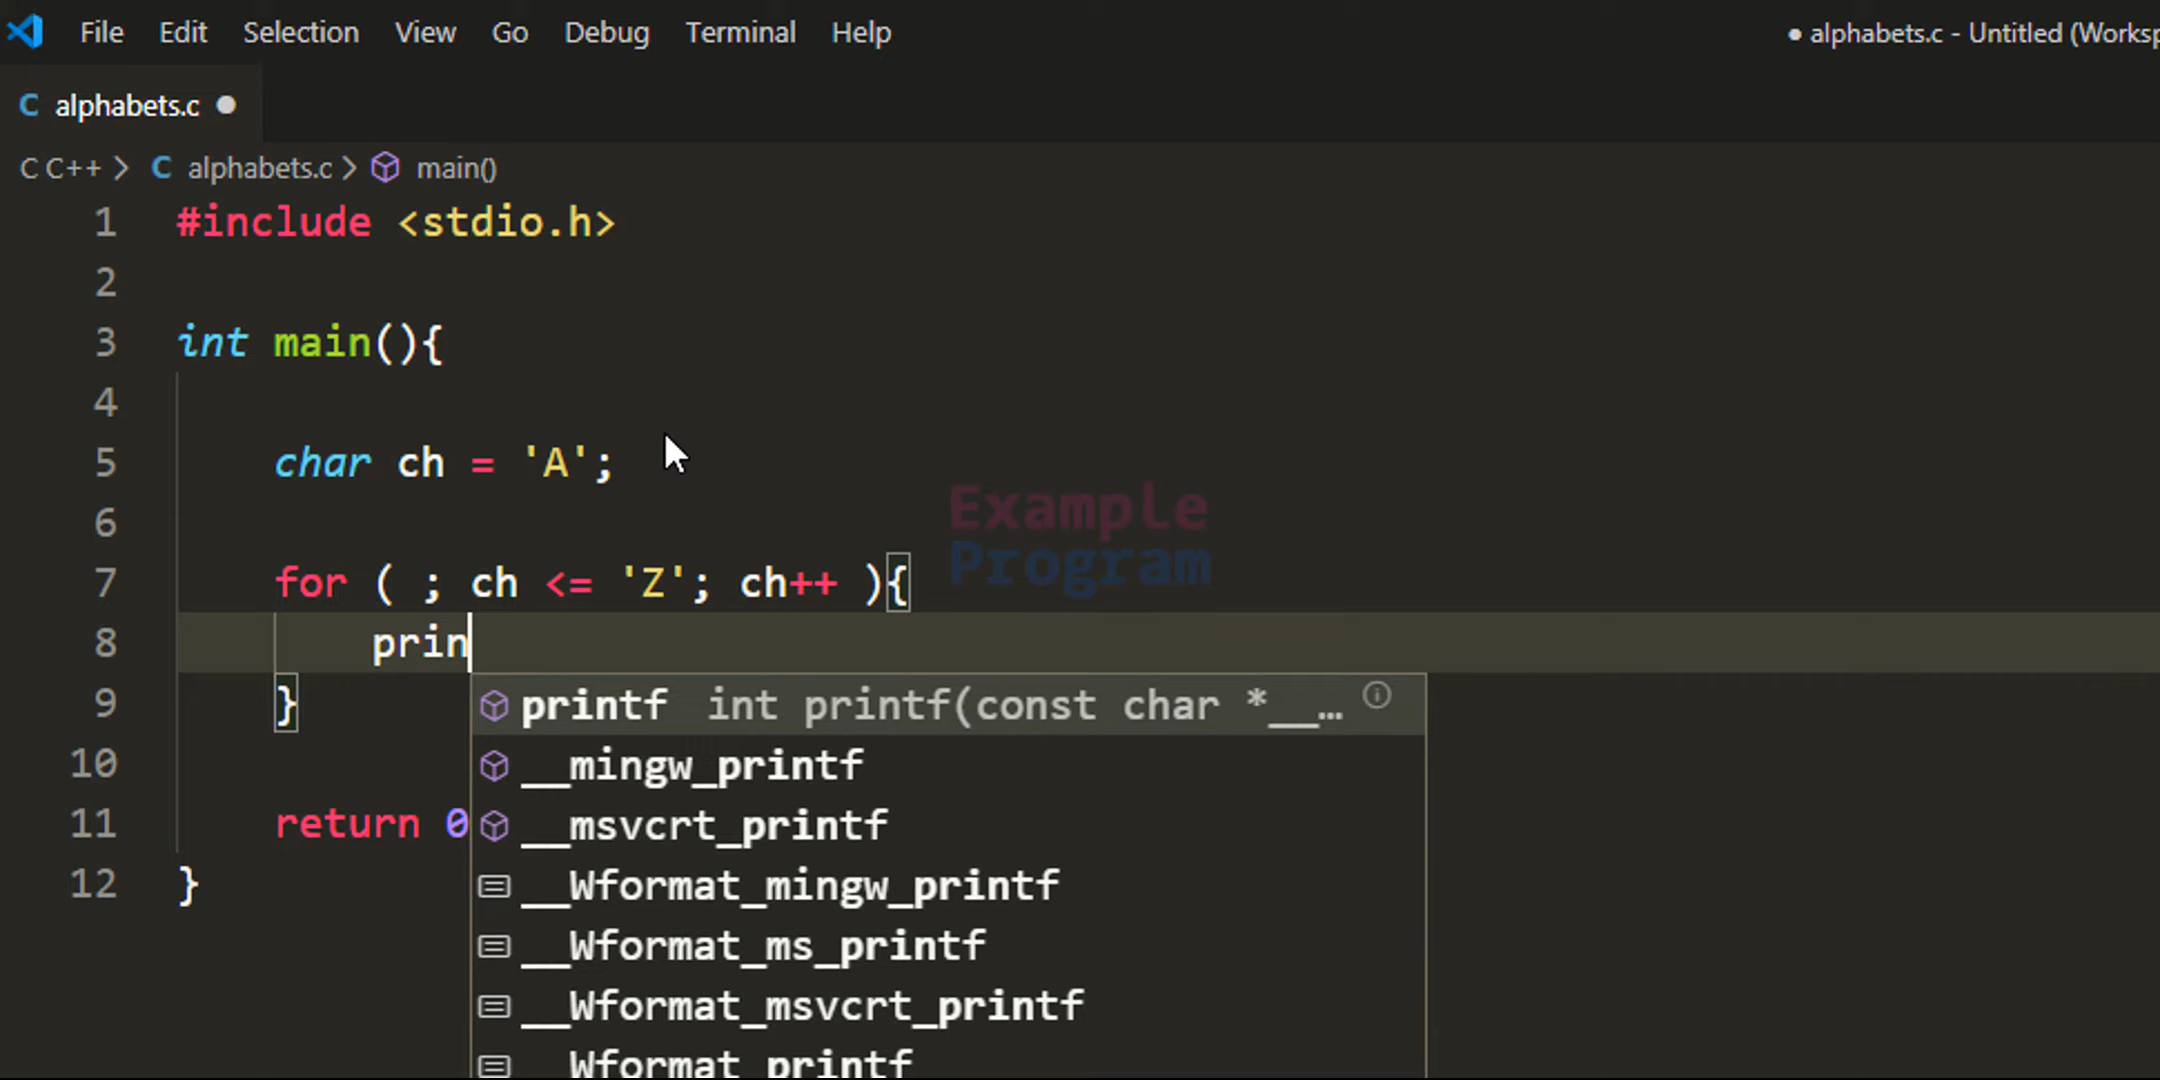 File Edit Selection View Go Debug Terminal Help ● alphabets.c - Untitled (Worksp
C alphabets.c ●
C C++ > C alphabets.c > main()
1 #include <stdio.h>
2
3 int main(){
4
5 char ch = 'A';
6
7 for ( ; ch <= 'Z'; ch++ ){
8 prin
9 }
10
11 return 0
12 }
printf int printf(const char *__…
__mingw_printf
__msvcrt_printf
__Wformat_mingw_printf
__Wformat_ms_printf
__Wformat_msvcrt_printf
__Wformat_printf
Example
Program